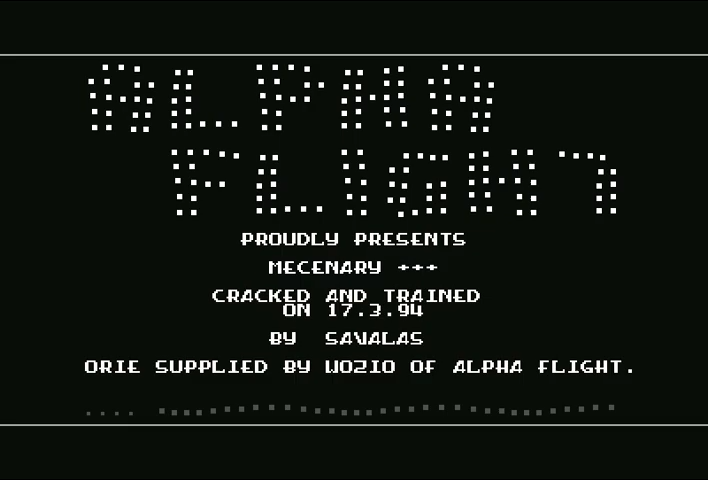 ALPHA
FLIGHT
PROUDLY PRESENTS
MECENARY +++
CRACKED AND TRAINED
ON 17.3.94
BY SAVALAS
ORIE SUPPLIED BY WOZIO OF ALPHA FLIGHT.